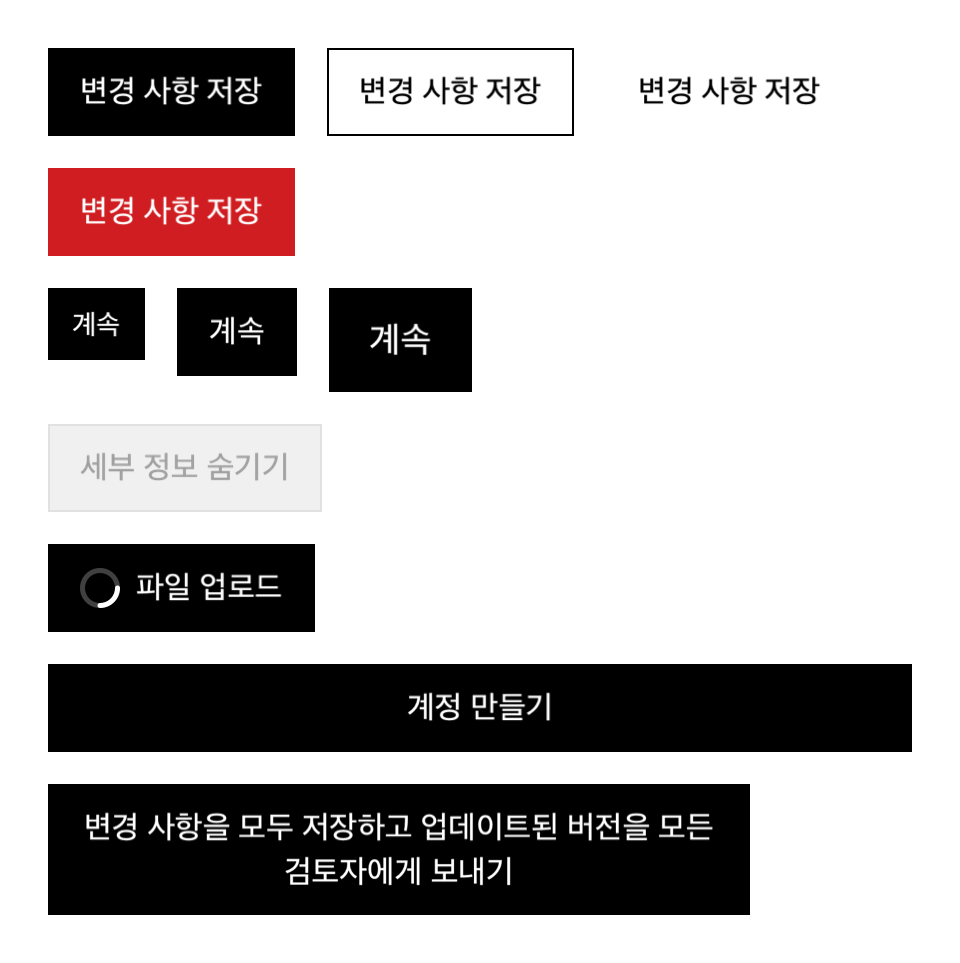 변경 사항 저장
변경 사항 저장
변경 사항 저장
변경 사항 저장
계속
계속
계속
세부 정보 숨기기
파일 업로드
계정 만들기
변경 사항을 모두 저장하고 업데이트된 버전을 모든
검토자에게 보내기